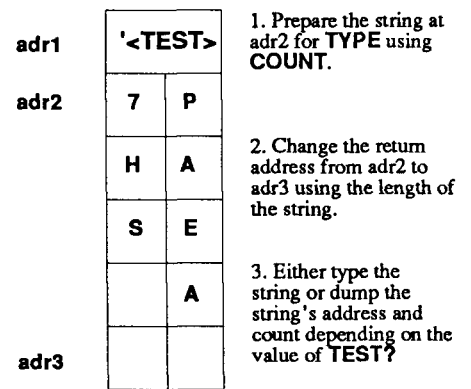 adr1 '<TEST> 1. Prepare the string at
adr2 for TYPE using
COUNT.
adr2 7 P
H A 2. Change the return
address from adr2 to
adr3 using the length of
the string.
S E
A 3. Either type the
string or dump the
string's address and
count depending on the
value of TEST?
adr3